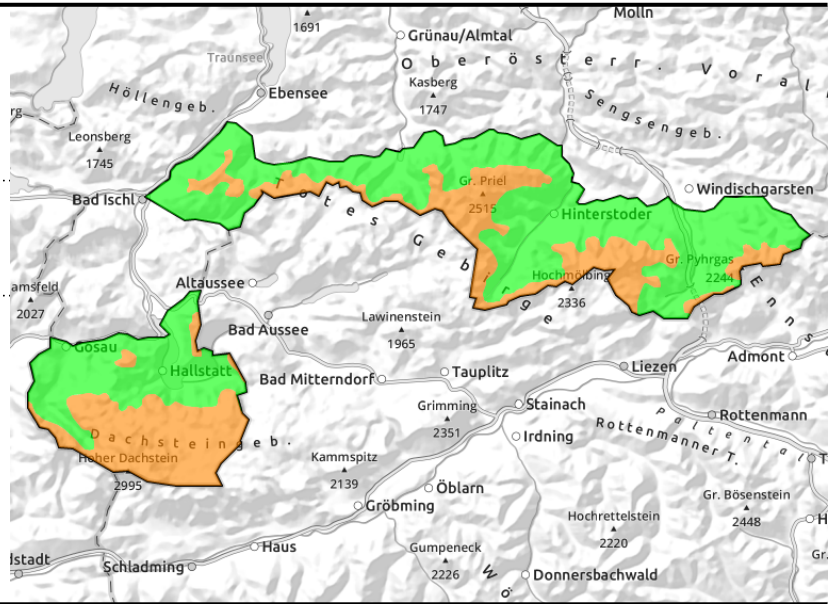 Molln
1691
Grünau/Almtal
Traunsee
Oberösterr. Voral
Kasberg
1747
Ebensee
Höllengeb.
Sengsengeb.
rg
Leonsberg
1745
Bad Ischl
Totes Gebirge
Gr. Priel
2515
Windischgarsten
Hinterstoder
Gr. Pyhrgas
2244
Hochmölbing
2336
Altaussee
amsfeld
2027
Bad Aussee
Lawinenstein
1965
Enns
Gosau
Hallstatt
Bad Mitterndorf
Tauplitz
Liezen
Admont
Grimming
2351
Stainach
Irdning
Rottenmann
Paltental
Rottenmanner T.
Dachsteingeb.
Hoher Dachstein
2995
Kammspitz
2139
Öblarn
Gröbming
Gr. Bösenstein
2448
Hochrettelstein
2220
T
H
Gr.
Haus
Schladming
dstadt
Gumpeneck
2226
Wö
Donnersbachwald